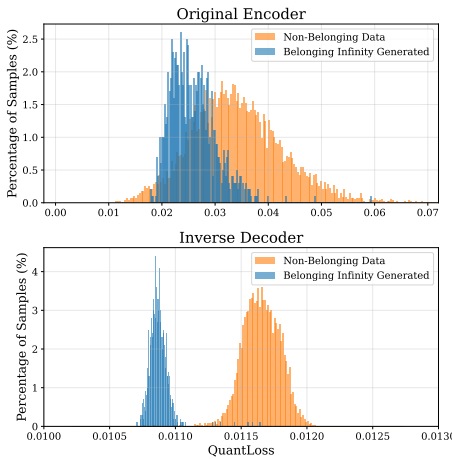 Original Encoder
Percentage of Samples (%)
2.5
2.0
1.5
1.0
0.5
0.0
Non-Belonging Data
Belonging Infinity Generated
0.00 0.01 0.02 0.03 0.04 0.05 0.06 0.07
Inverse Decoder
Percentage of Samples (%)
4
3
2
1
0
Non-Belonging Data
Belonging Infinity Generated
0.0100 0.0105 0.0110 0.0115 0.0120 0.0125 0.0130
QuantLoss